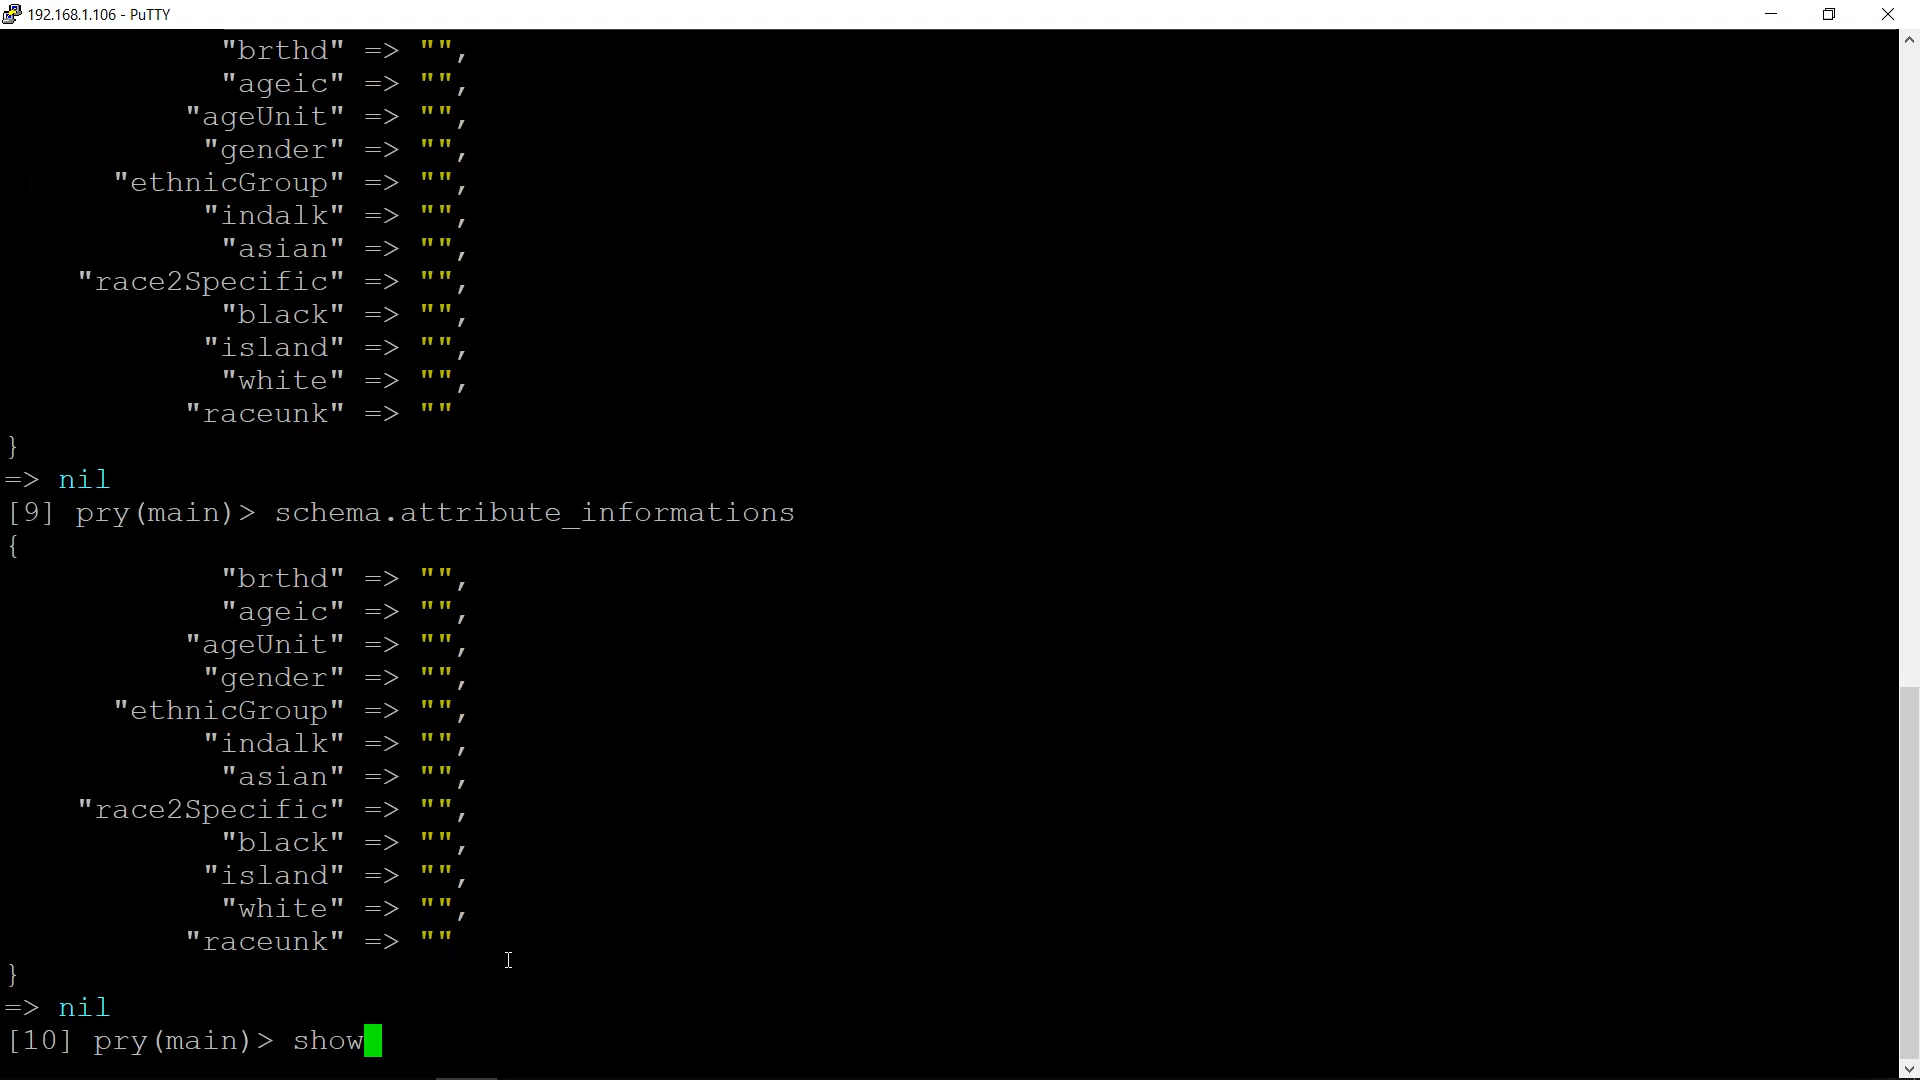 192.168.1.106 - PuTTY
"brthd" => "",
"ageic" => "",
"ageUnit" => "",
"gender" => "",
"ethnicGroup" => "",
"indalk" => "",
"asian" => "",
"race2Specific" => "",
"black" => "",
"island" => "",
"white" => "",
"raceunk" => ""
}
=> nil
[9] pry(main)> schema.attribute_informations
{
"brthd" => "",
"ageic" => "",
"ageUnit" => "",
"gender" => "",
"ethnicGroup" => "",
"indalk" => "",
"asian" => "",
"race2Specific" => "",
"black" => "",
"island" => "",
"white" => "",
"raceunk" => ""
}
=> nil
[10] pry(main)> show